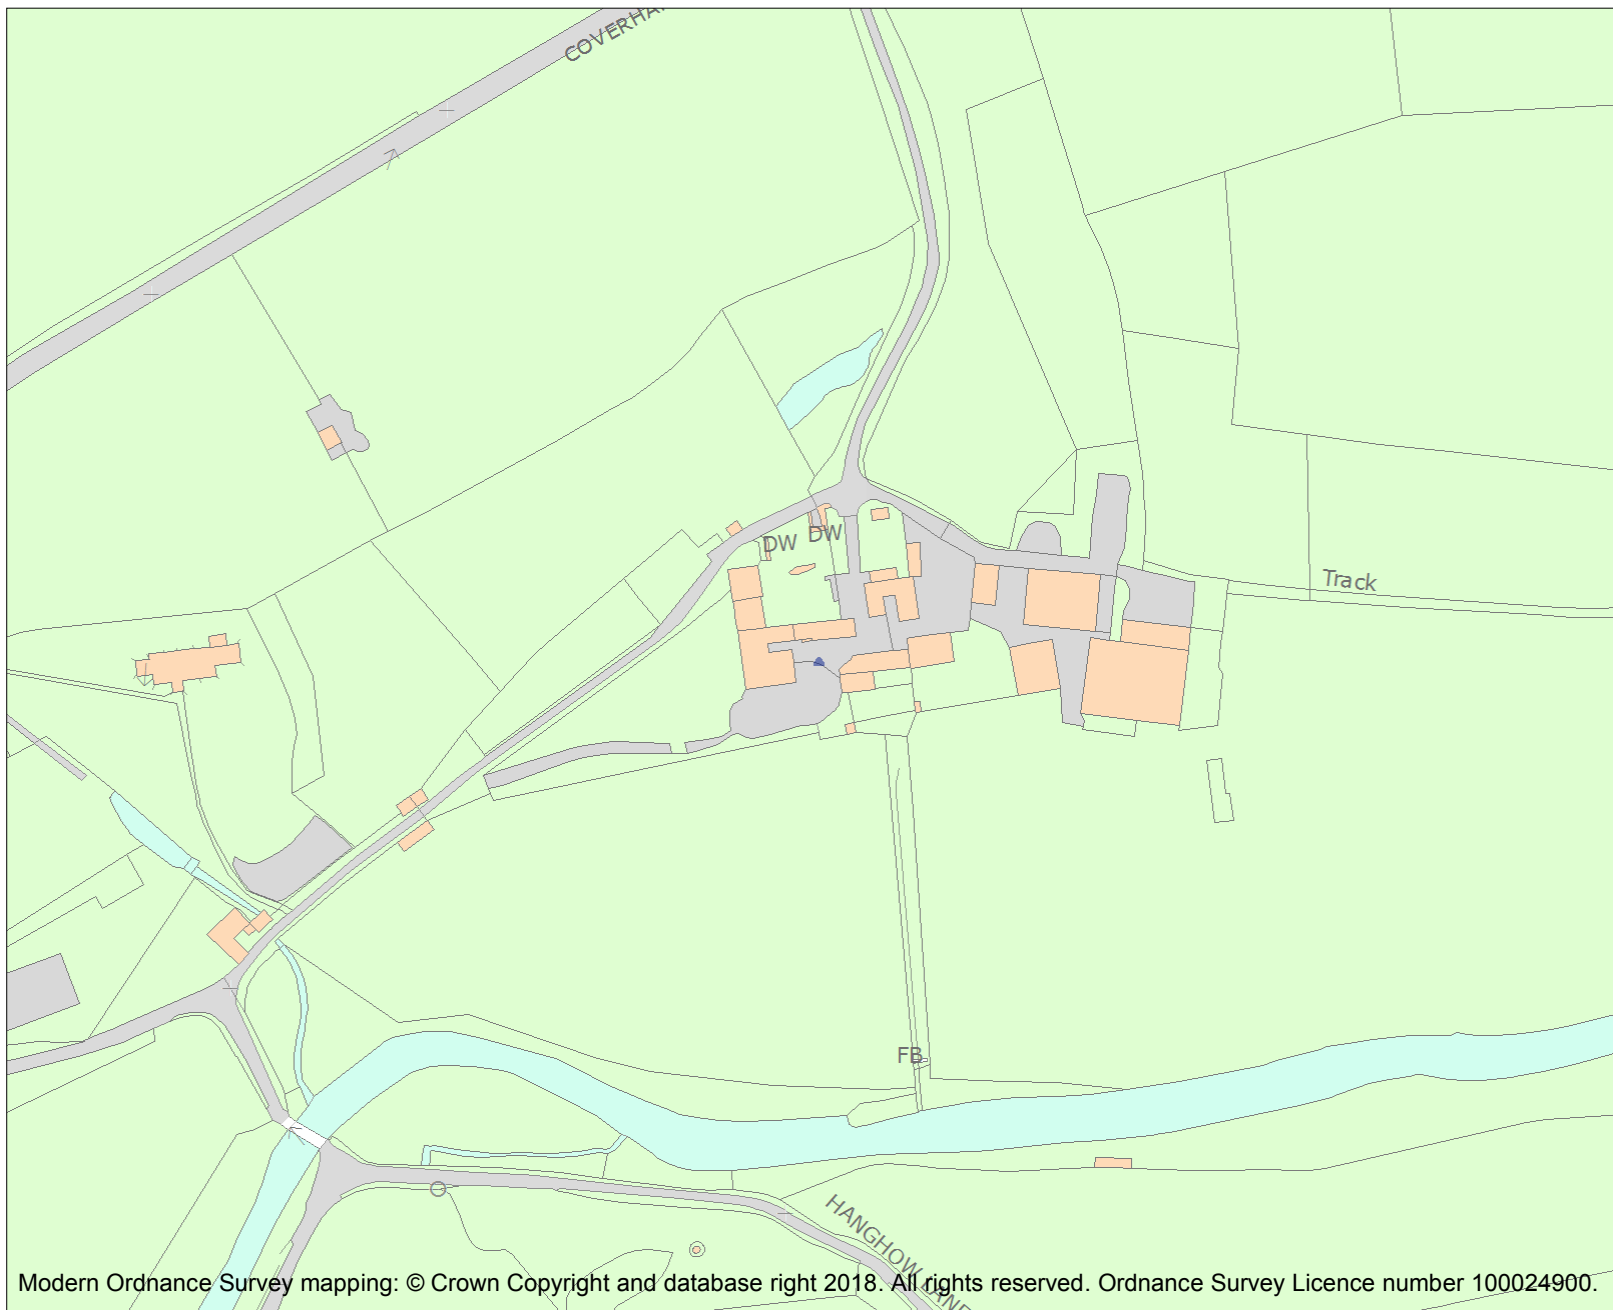 DW
DW
Track
FB
HANGHOW LANE
Modern Ordnance Survey mapping: © Crown Copyright and database right 2018. All rights reserved. Ordnance Survey Licence number 100024900.